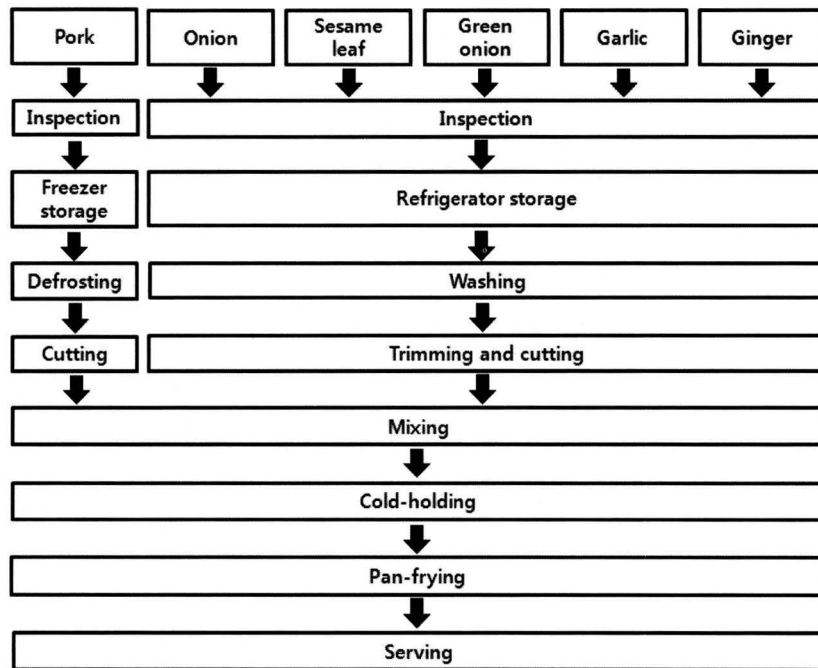 Pork
Onion
Sesame
leaf
Green
onion
Garlic
Ginger
Inspection
Inspection
Freezer
storage
Refrigerator storage
Defrosting
Washing
Cutting
Trimming and cutting
Mixing
Cold-holding
Pan-frying
Serving